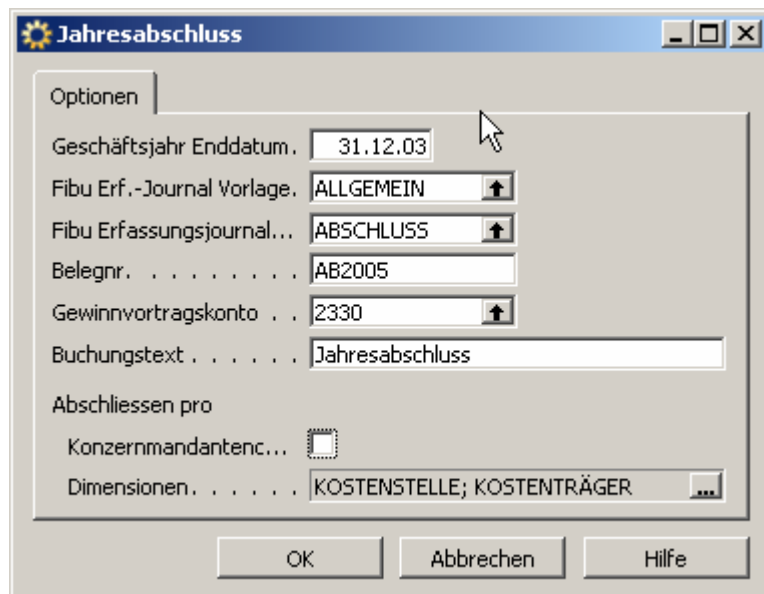 Jahresabschluss
Optionen
Geschäftsjahr Enddatum. 31.12.03
Fibu Erf.-Journal Vorlage. ALLGEMEIN
Fibu Erfassungsjournal... ABSCHLUSS
Belegnr. . . . . . . . . AB2005
Gewinnvortragskonto . . 2330
Buchungstext . . . . . . Jahresabschluss
Abschliessen pro
Konzernmandantenc...
Dimensionen. . . . . . KOSTENSTELLE; KOSTENTRÄGER ...
OK Abbrechen Hilfe